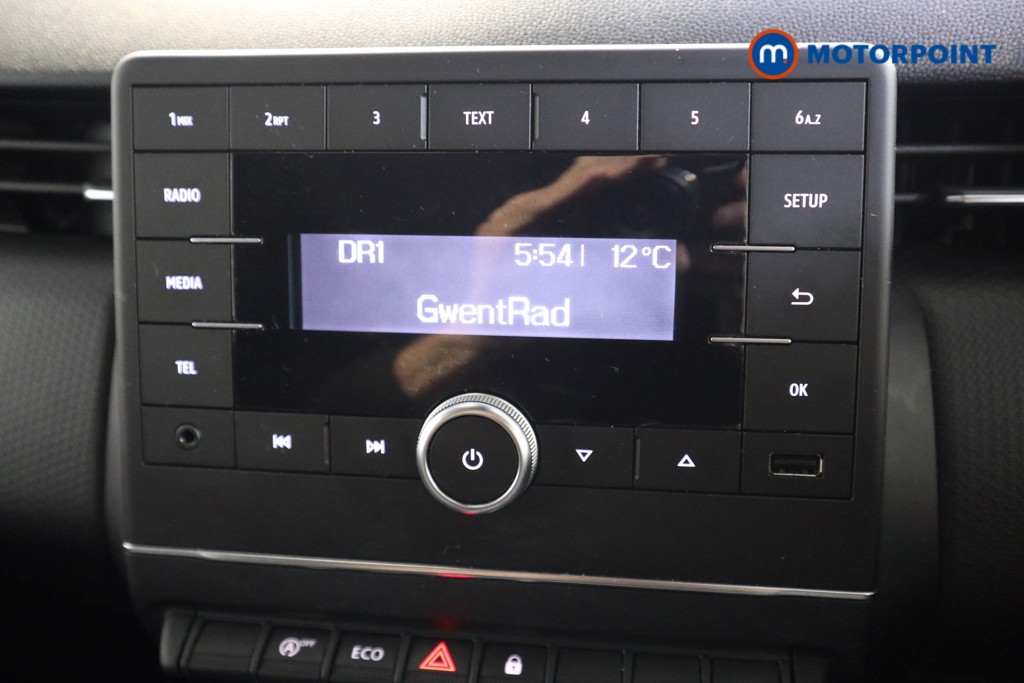 m MOTORPOINT
1MIX 2RPT 3 TEXT 4 5 6A..Z
RADIO SETUP
DR1 5:54 12°C
MEDIA
GwentRad
TEL OK
A OFF ECO